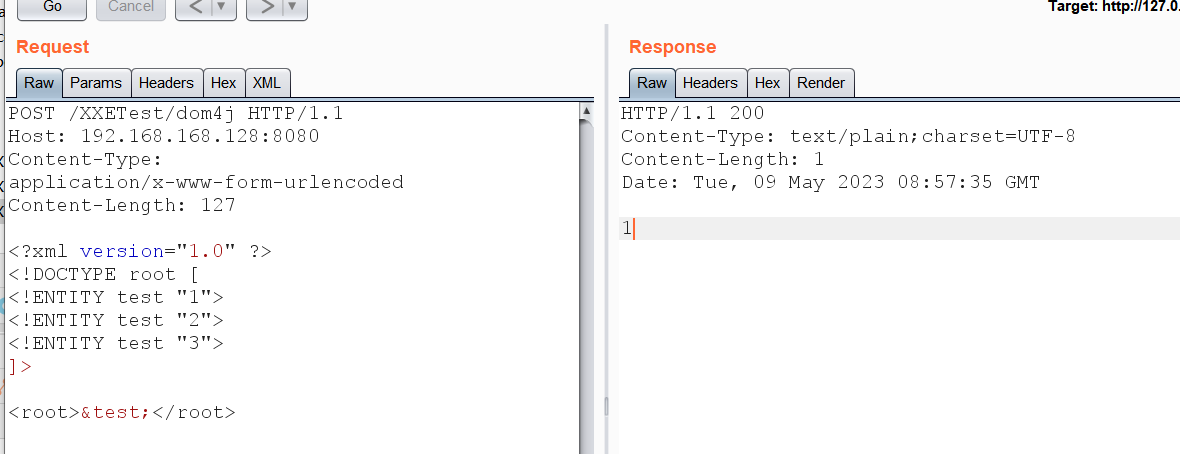 Go Cancel < ▼ > ▼ Target: http://127.0.
Request
Raw Params Headers Hex XML
POST /XXETest/dom4j HTTP/1.1
Host: 192.168.168.128:8080
Content-Type:
application/x-www-form-urlencoded
Content-Length: 127
<?xml version="1.0" ?>
<!DOCTYPE root [
<!ENTITY test "1">
<!ENTITY test "2">
<!ENTITY test "3">
]>
<root>&test;</root>
Response
Raw Headers Hex Render
HTTP/1.1 200
Content-Type: text/plain;charset=UTF-8
Content-Length: 1
Date: Tue, 09 May 2023 08:57:35 GMT
1